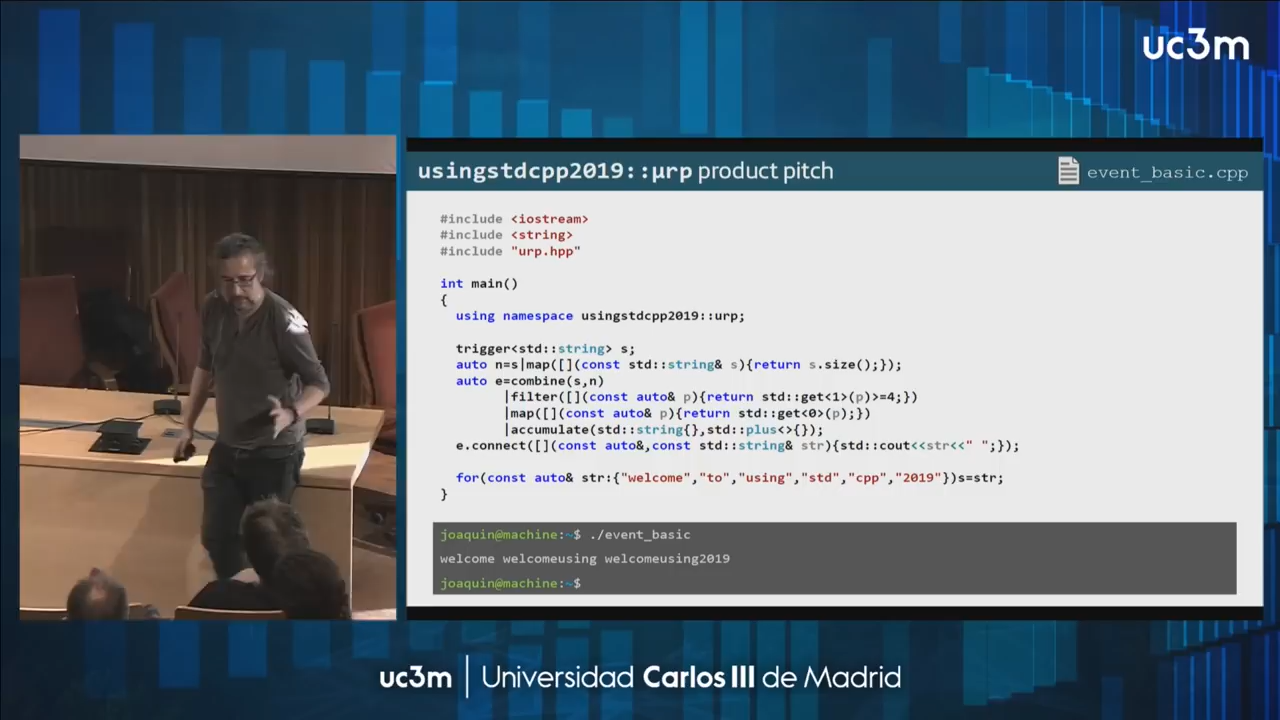 uc3m
usingstdcpp2019::μrp product pitch
event_basic.cpp
#include <iostream>
#include <string>
#include "urp.hpp"
int main()
{
using namespace usingstdcpp2019::urp;
trigger<std::string> s;
auto n=s|map([](const std::string& s){return s.size();});
auto e=combine(s,n)
|filter([](const auto& p){return std::get<1>(p)>=4;})
|map([](const auto& p){return std::get<0>(p);})
|accumulate(std::string{},std::plus<>{});
e.connect([](const auto&,const std::string& str){std::cout<<str<<" ";});
for(const auto& str:{"welcome","to","using","std","cpp","2019"})s=str;
}
joaquin@machine:~$ ./event_basic
welcome welcomeusing welcomeusing2019
joaquin@machine:~$
uc3m | Universidad Carlos III de Madrid